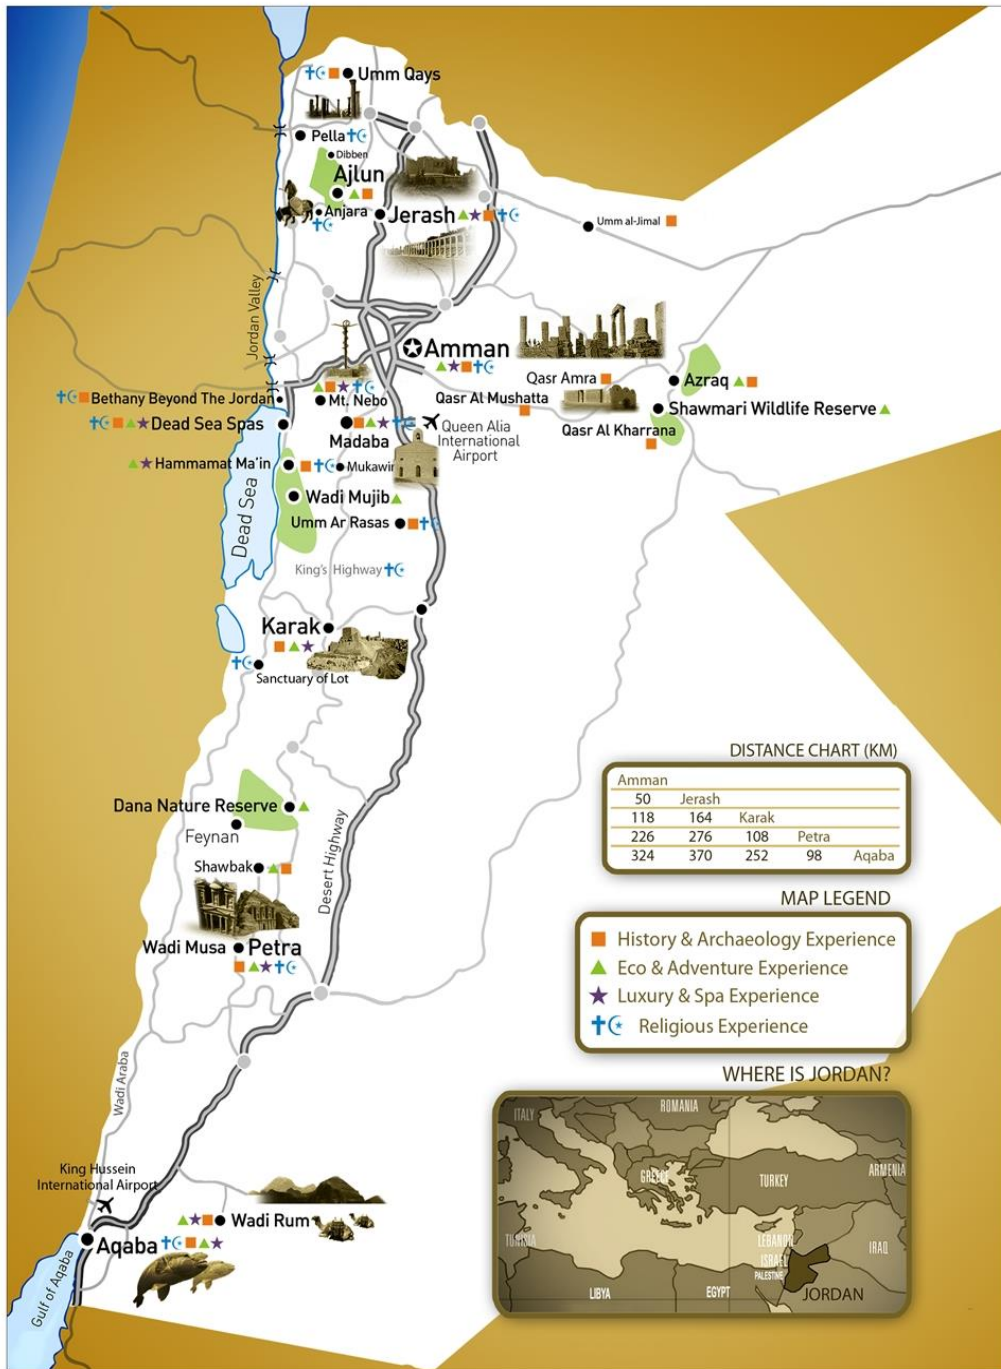 Umm Qays
Pella
Dibben
Ajlun
Anjara
Jerash
Umm al-Jimal
Jordan Valley
Amman
Qasr Amra
Azraq
Mt. Nebo
Bethany Beyond The Jordan
Qasr Al Mushatta
Shawmari Wildlife Reserve
Dead Sea Spas
Madaba
Queen Alia
International
Airport
Qasr Al Kharrana
Hammamat Ma'in
Mukawir
Dead Sea
Wadi Mujib
Umm Ar Rasas
King's Highway
Karak
Sanctuary of Lot
Dana Nature Reserve
Feynan
Desert Highway
Shawbak
Wadi Musa
Petra
Wadi Araba
King Hussein
International Airport
Wadi Rum
Aqaba
Gulf of Aqaba
DISTANCE CHART (KM)
Amman
50 Jerash
118 164 Karak
226 276 108 Petra
324 370 252 98 Aqaba
MAP LEGEND
History & Archaeology Experience
Eco & Adventure Experience
Luxury & Spa Experience
Religious Experience
WHERE IS JORDAN?
ITALY
ROMANIA
GREECE
TURKEY
ARMENIA
TUNISIA
LEBANON
ISRAEL
PALESTINE
IRAQ
LIBYA
EGYPT
JORDAN